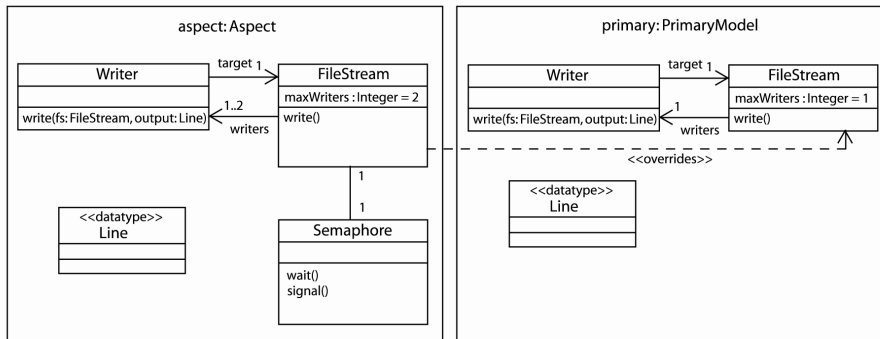 aspect: Aspect
Writer
write(fs: FileStream, output: Line)
target 1
1..2
writers
FileStream
maxWriters : Integer = 2
write()
1
1
Semaphore
wait()
signal()
<<datatype>>
Line
primary: PrimaryModel
Writer
write(fs: FileStream, output: Line)
target 1
1
writers
FileStream
maxWriters : Integer = 1
write()
<<overrides>>
<<datatype>>
Line